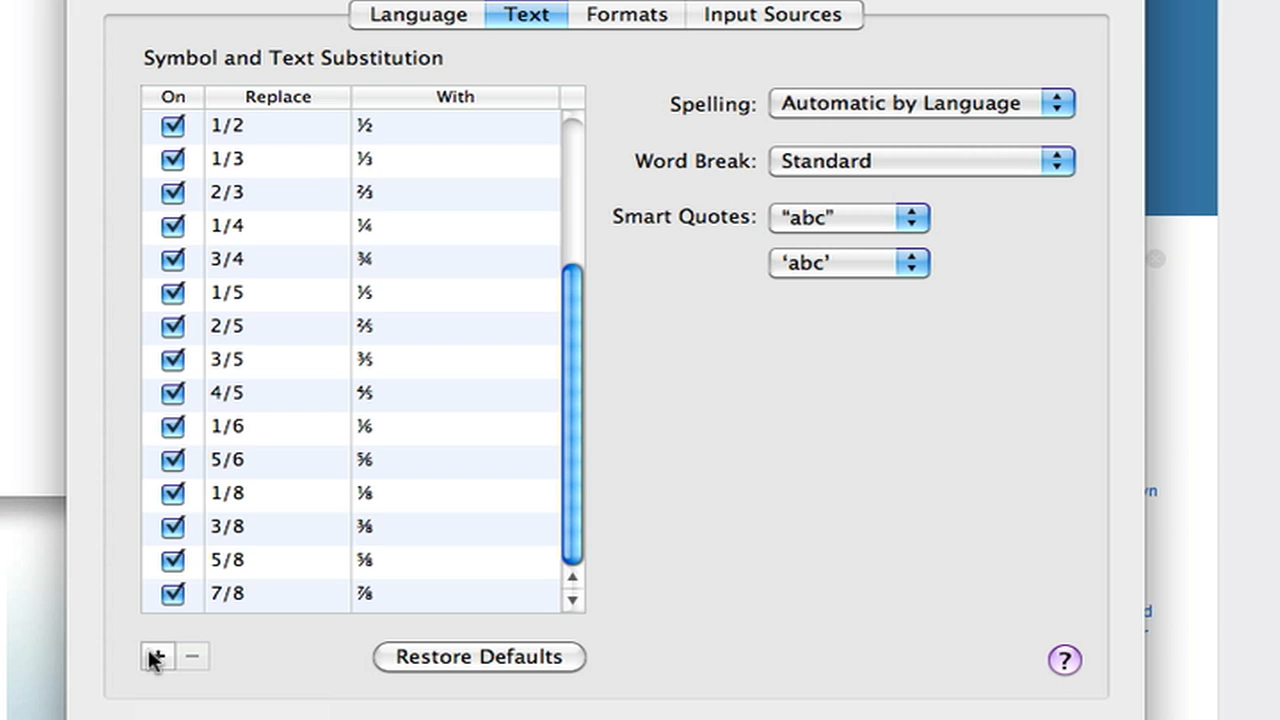 Language Text Formats Input Sources
Symbol and Text Substitution
On Replace With
1/2 ½
1/3 ⅓
2/3 ⅔
1/4 ¼
3/4 ¾
1/5 ⅕
2/5 ⅖
3/5 ⅗
4/5 ⅘
1/6 ⅙
5/6 ⅚
1/8 ⅛
3/8 ⅜
5/8 ⅝
7/8 ⅞
Restore Defaults
Spelling: Automatic by Language
Word Break: Standard
Smart Quotes: “abc”
‘abc’
?